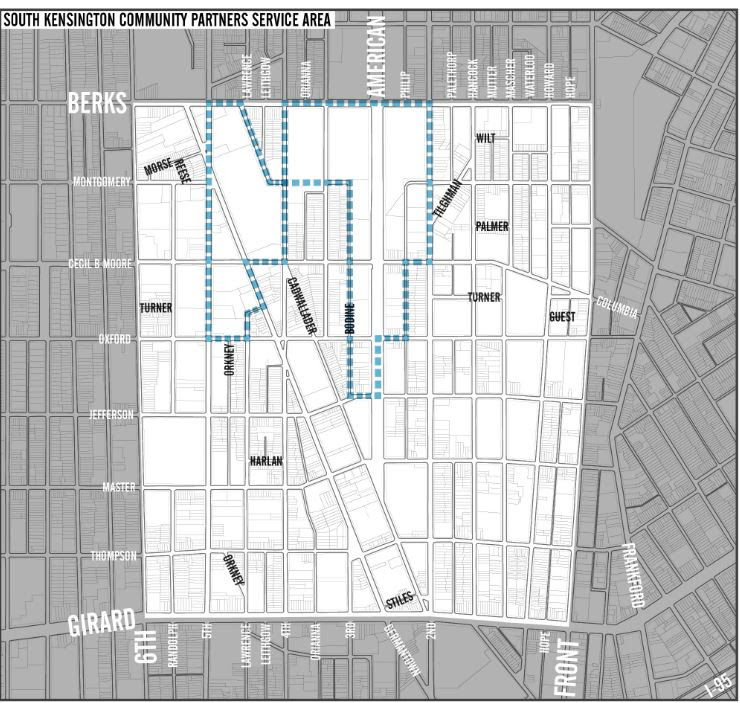 SOUTH KENSINGTON COMMUNITY PARTNERS SERVICE AREA
LAWRENCE
LEITHGOW
ORIANNA
AMERICAN
PHILIP
PALETHORP
HANCOCK
MUTTER
MASCHER
WATERLOO
HOWARD
HOPE
BERKS
WILT
MORSE
REESE
MONTGOMERY
TILGHMAN
PALMER
CECIL B MOORE
TURNER
CADWALLADER
BODINE
TURNER
GUEST
COLUMBIA
OXFORD
ORKNEY
JEFFERSON
HARLAN
MASTER
THOMPSON
ORKNEY
FRANKFORD
STILES
GIRARD
6TH
RANDOLPH
5TH
LAWRENCE
LEITHGOW
4TH
ORIANNA
3RD
GERMANTOWN
2ND
HOPE
FRONT
I-95